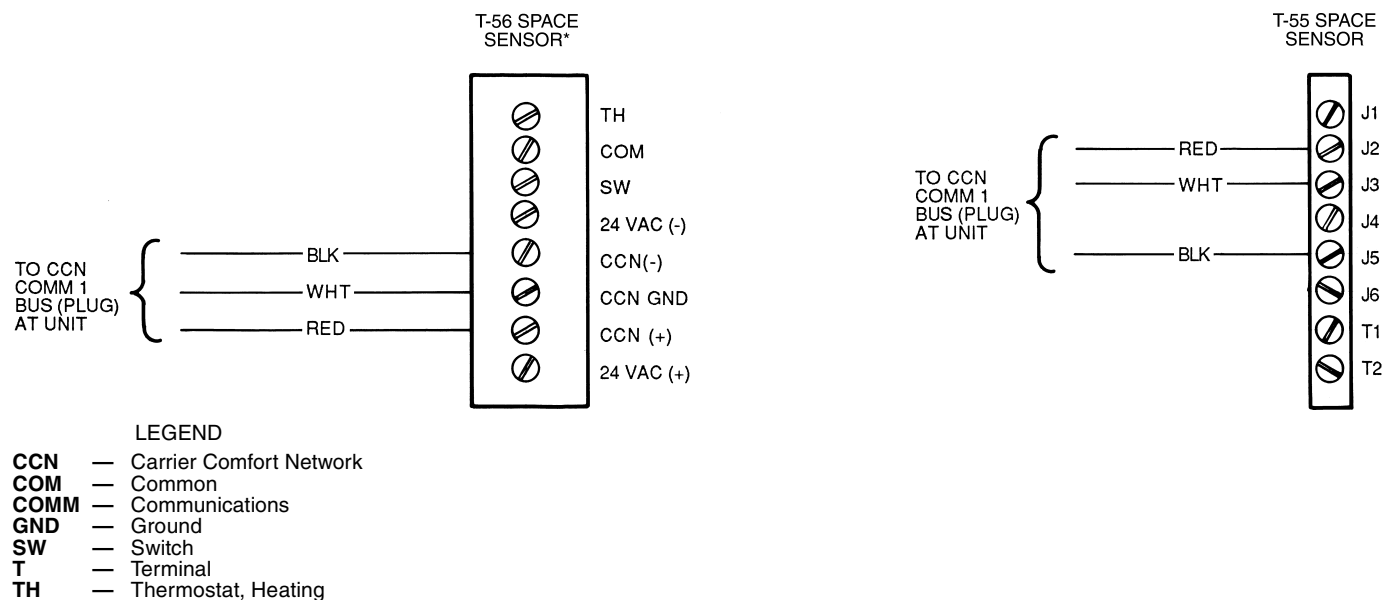 T-56 SPACE
SENSOR*
TH
COM
SW
24 VAC (-)
CCN(-)
CCN GND
CCN (+)
24 VAC (+)
TO CCN
COMM 1
BUS (PLUG)
AT UNIT
BLK
WHT
RED
T-55 SPACE
SENSOR
J1
J2
J3
J4
J5
J6
T1
T2
TO CCN
COMM 1
BUS (PLUG)
AT UNIT
RED
WHT
BLK
LEGEND
CCN — Carrier Comfort Network
COM — Common
COMM — Communications
GND — Ground
SW — Switch
T — Terminal
TH — Thermostat, Heating